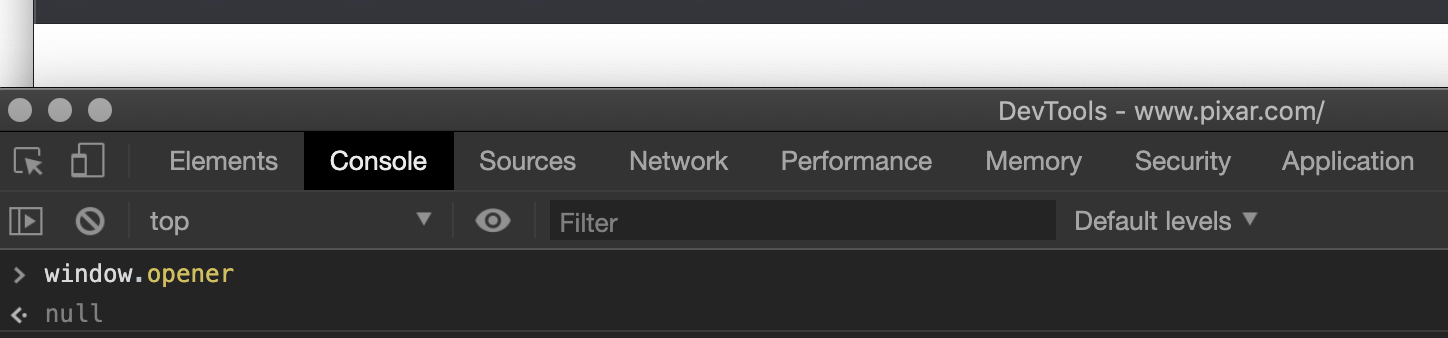 DevTools - www.pixar.com/
Elements Console Sources Network Performance Memory Security Application
top Filter Default levels
window.opener
null